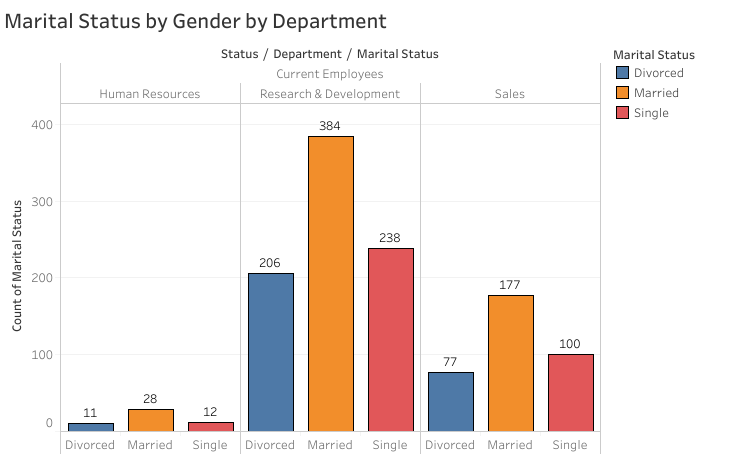 Marital Status by Gender by Department
Status / Department / Marital Status
Current Employees
Human Resources Research & Development Sales
Marital Status
Divorced
Married
Single
Count of Marital Status
400
300
200
100
0
11 28 12 206 384 238 77 177 100
Divorced Married Single Divorced Married Single Divorced Married Single